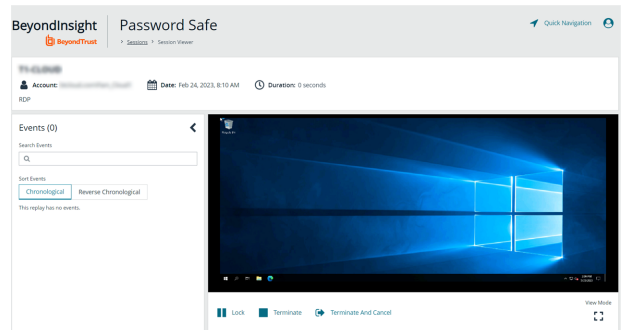 BeyondInsight
BeyondTrust
Password Safe
> Sessions > Session Viewer
Quick Navigation
Account:
Date: Feb 24, 2023, 8:10 AM
Duration: 0 seconds
RDP
Events (0)
Search Events
Sort Events
Chronological
Reverse Chronological
This replay has no events.
Recycle Bin
Lock
Terminate
Terminate And Cancel
View Mode